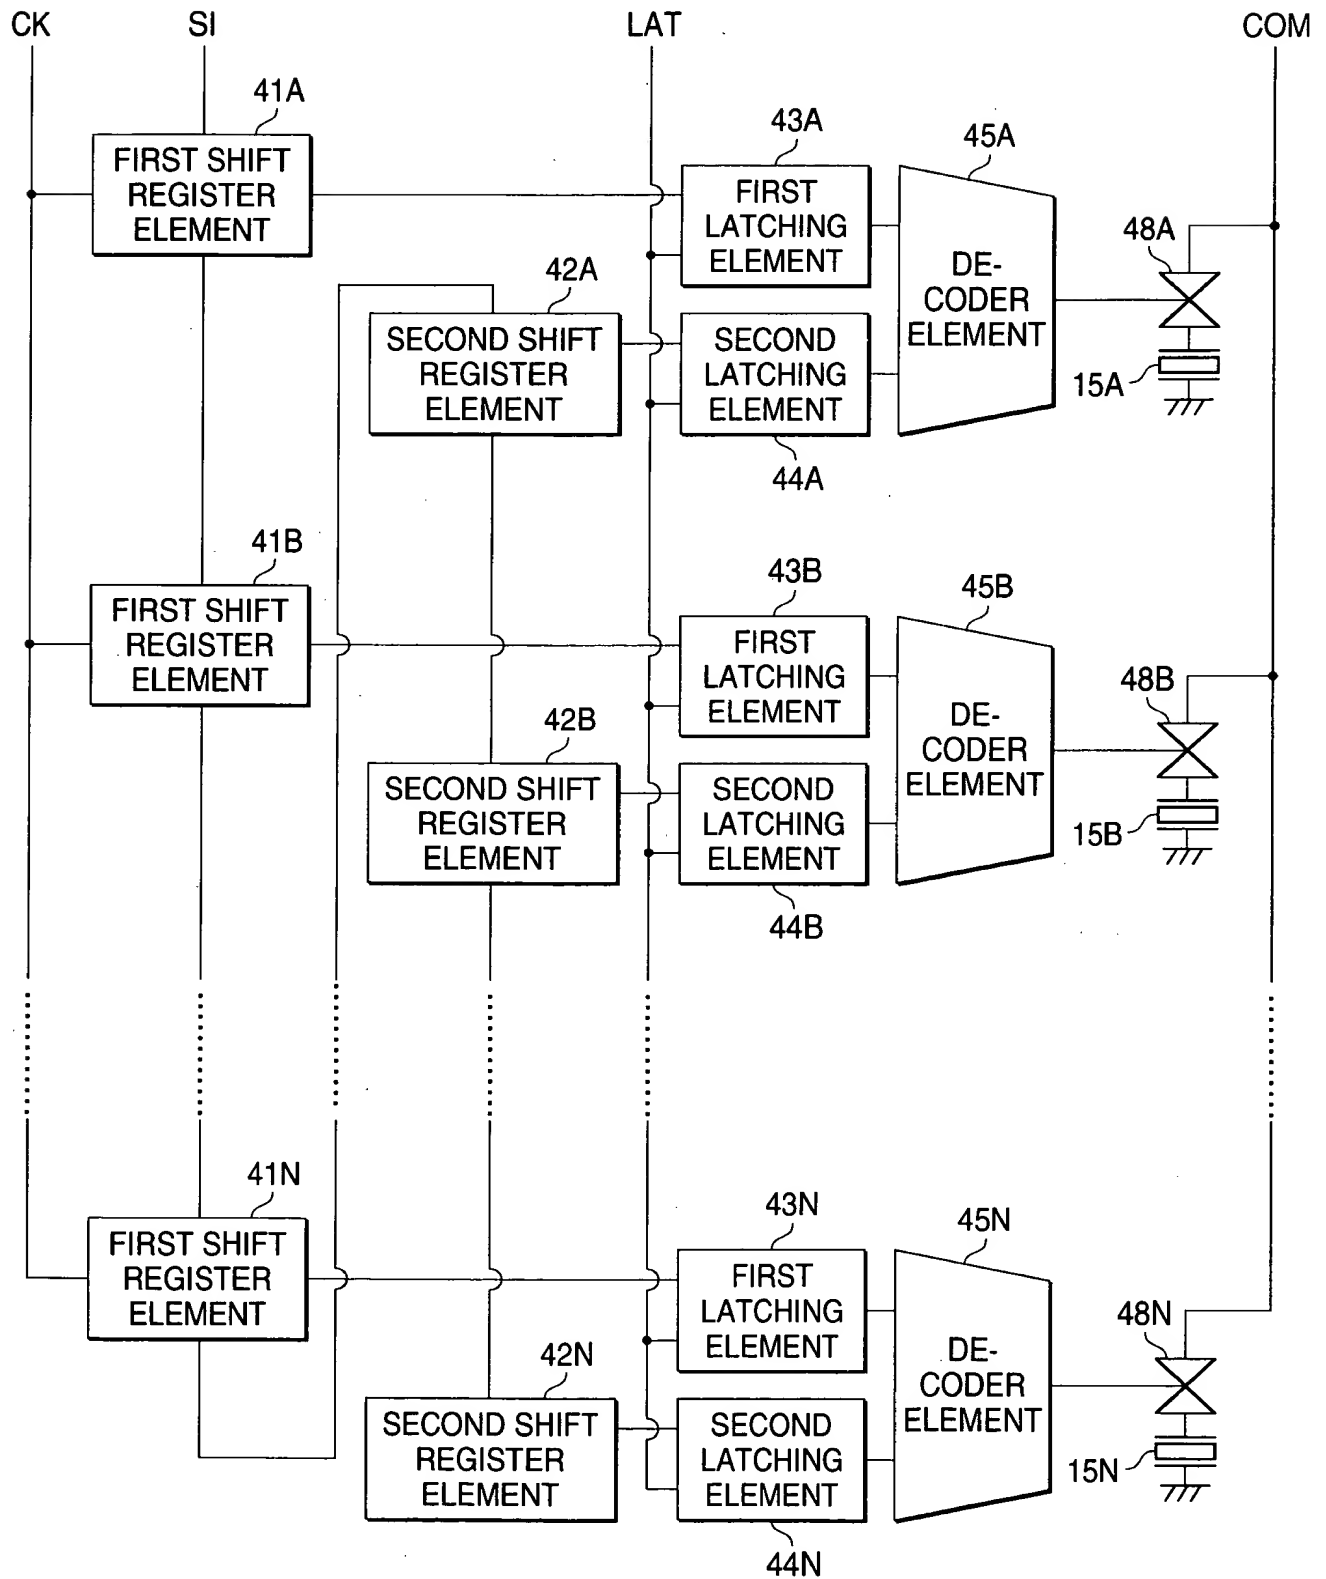 CK
SI
LAT
COM
41A
FIRST SHIFT
REGISTER
ELEMENT
43A
FIRST
LATCHING
ELEMENT
45A
DE-
CODER
ELEMENT
48A
42A
SECOND SHIFT
REGISTER
ELEMENT
SECOND
LATCHING
ELEMENT
44A
15A
41B
FIRST SHIFT
REGISTER
ELEMENT
43B
FIRST
LATCHING
ELEMENT
45B
DE-
CODER
ELEMENT
48B
42B
SECOND SHIFT
REGISTER
ELEMENT
SECOND
LATCHING
ELEMENT
44B
15B
41N
FIRST SHIFT
REGISTER
ELEMENT
43N
FIRST
LATCHING
ELEMENT
45N
DE-
CODER
ELEMENT
48N
42N
SECOND SHIFT
REGISTER
ELEMENT
SECOND
LATCHING
ELEMENT
44N
15N